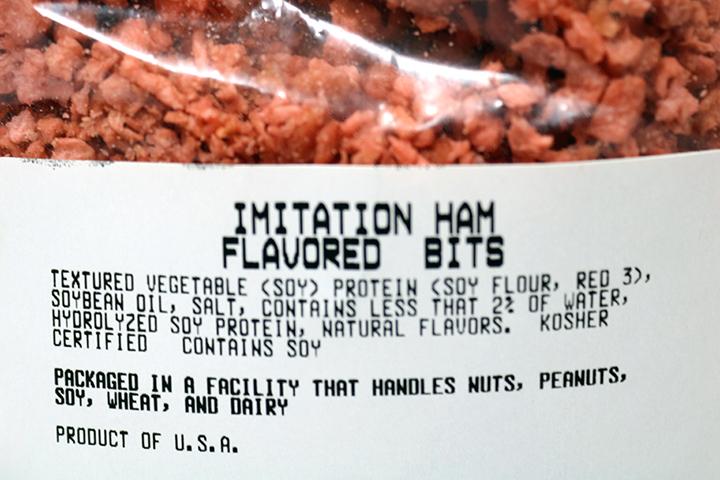 IMITATION HAM
FLAVORED BITS
TEXTURED VEGETABLE (SOY) PROTEIN (SOY FLOUR, RED 3),
SOYBEAN OIL, SALT, CONTAINS LESS THAT 2% OF WATER,
HYDROLYZED SOY PROTEIN, NATURAL FLAVORS. KOSHER
CERTIFIED CONTAINS SOY
PACKAGED IN A FACILITY THAT HANDLES NUTS, PEANUTS,
SOY, WHEAT, AND DAIRY
PRODUCT OF U.S.A.